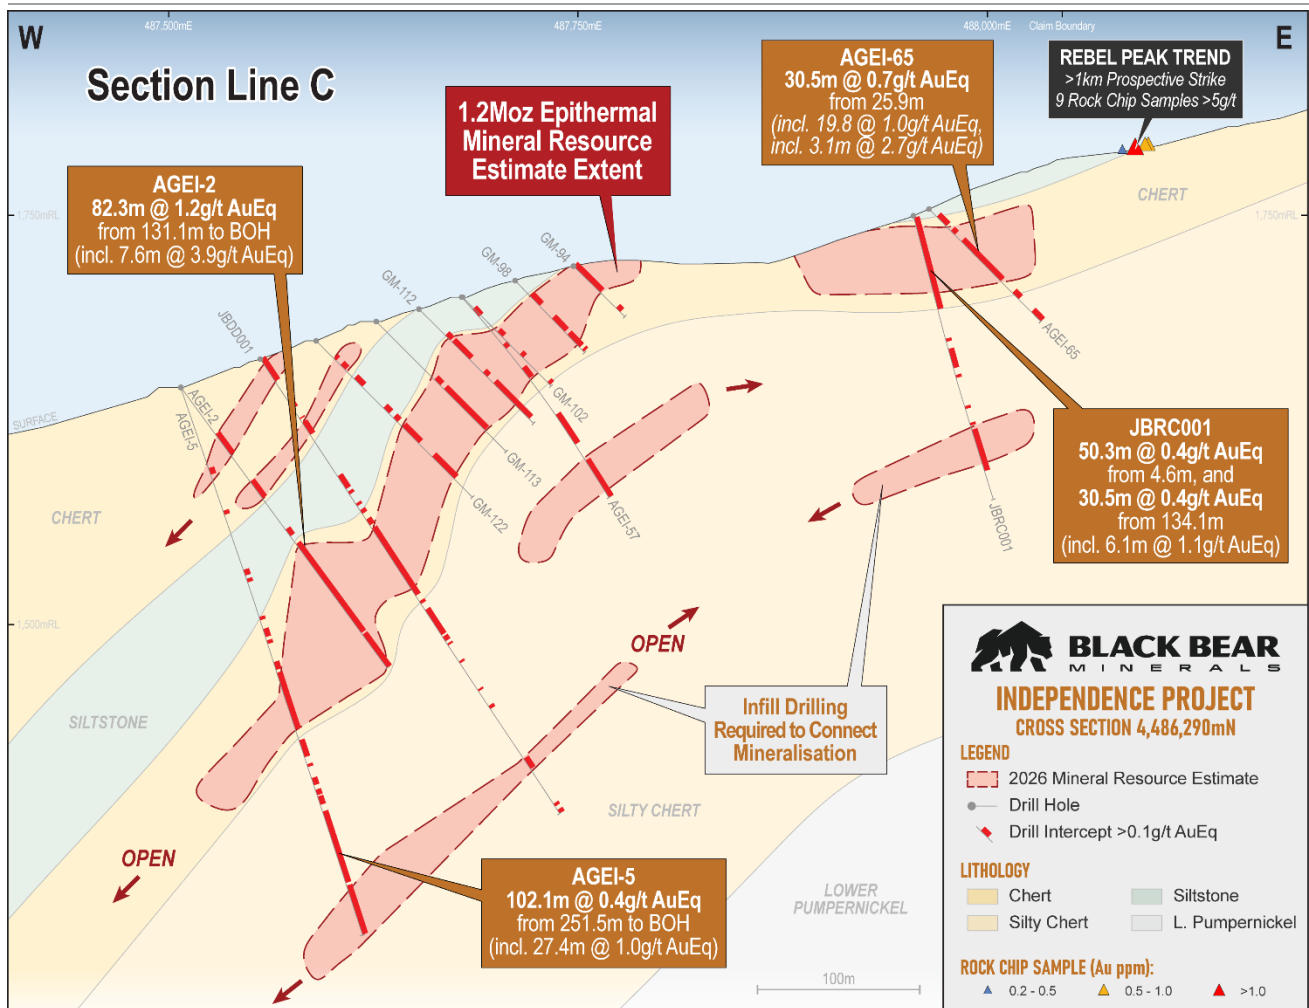 487,500mE
487,750mE
488,000mE
Claim Boundary
W
E
Section Line C
AGEI-65
30.5m @ 0.7g/t AuEq
from 25.9m
(incl. 19.8 @ 1.0g/t AuEq,
incl. 3.1m @ 2.7g/t AuEq)
REBEL PEAK TREND
>1km Prospective Strike
9 Rock Chip Samples >5g/t
1.2Moz Epithermal
Mineral Resource
Estimate Extent
AGEI-2
82.3m @ 1.2g/t AuEq
from 131.1m to BOH
(incl. 7.6m @ 3.9g/t AuEq)
CHERT
1,750mRL
1,750mRL
GM-94
GM-98
GM-112
JBDD001
AGEI-65
AGEI-2
AGEI-5
SURFACE
GM-102
GM-113
GM-122
AGEI-57
JBRC001
JBRC001
50.3m @ 0.4g/t AuEq
from 4.6m, and
30.5m @ 0.4g/t AuEq
from 134.1m
(incl. 6.1m @ 1.1g/t AuEq)
CHERT
1,500mRL
OPEN
SILTSTONE
Infill Drilling
Required to Connect
Mineralisation
SILTY CHERT
OPEN
LOWER
PUMPERNICKEL
AGEI-5
102.1m @ 0.4g/t AuEq
from 251.5m to BOH
(incl. 27.4m @ 1.0g/t AuEq)
100m
BLACK BEAR
MINERALS
INDEPENDENCE PROJECT
CROSS SECTION 4,486,290mN
LEGEND
2026 Mineral Resource Estimate
Drill Hole
Drill Intercept >0.1g/t AuEq
LITHOLOGY
Chert
Siltstone
Silty Chert
L. Pumpernickel
ROCK CHIP SAMPLE (Au ppm):
0.2 - 0.5
0.5 - 1.0
>1.0